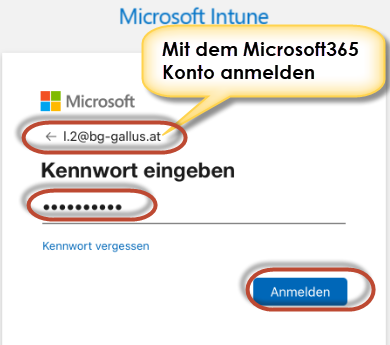 Microsoft Intune
Mit dem Microsoft365
Konto anmelden
Microsoft
← l.2@bg-gallus.at
Kennwort eingeben
••••••••••
Kennwort vergessen
Anmelden